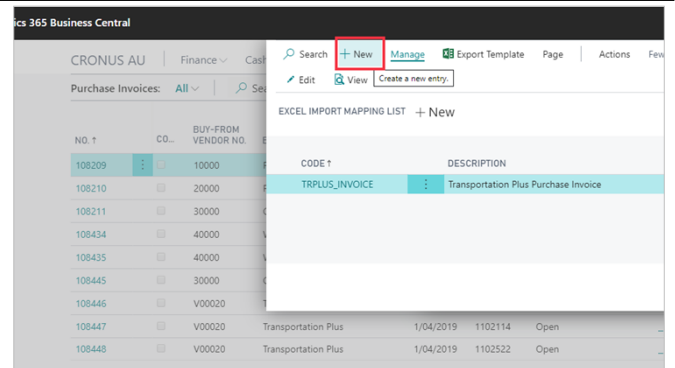 ics 365 Business Central
CRONUS AU Finance Cash
Search + New Manage Export Template Page Actions Few
Purchase Invoices: All Sea
Edit View Create a new entry.
EXCEL IMPORT MAPPING LIST + New
NO. ↑ CO... BUY-FROM VENDOR NO.
CODE ↑ DESCRIPTION
TRPLUS_INVOICE Transportation Plus Purchase Invoice
108209 10000
108210 20000
108211 30000
108434 40000
108435 40000
108445 30000
108446 V00020 T
108447 V00020 Transportation Plus 1/04/2019 1102114 Open
108448 V00020 Transportation Plus 1/04/2019 1102522 Open